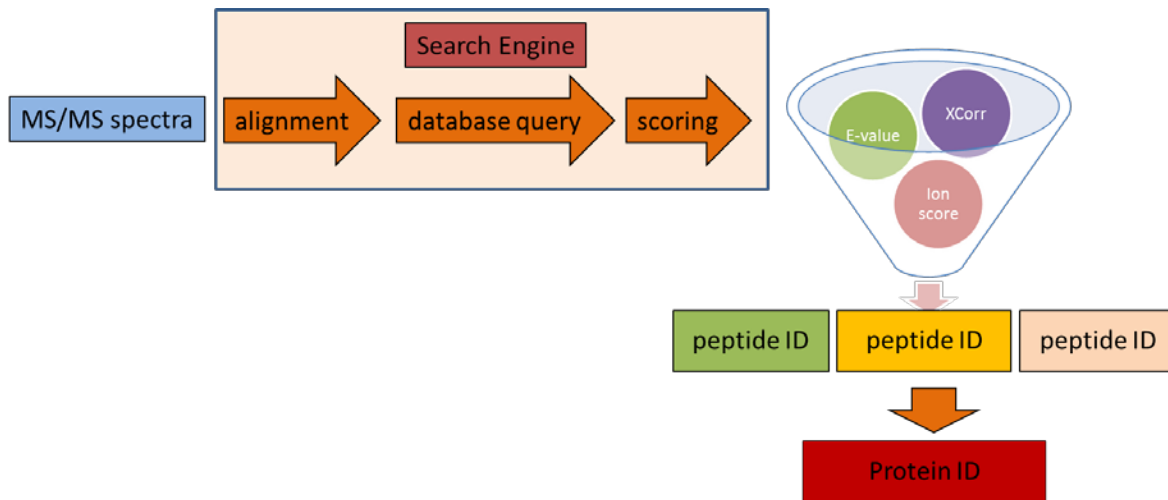 Search Engine
MS/MS spectra
alignment
database query
scoring
E-value
XCorr
Ion
score
peptide ID
peptide ID
peptide ID
Protein ID